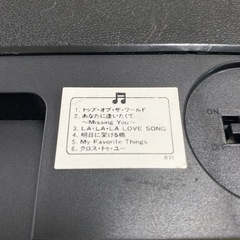 1. トップ・オブ・ザ・ワールド
2. あなたに逢いたくて
～Missing You～
3. LA・LA・LA LOVE SONG
4. 明日に架ける橋
5. My Favorite Things
6. クロス・トゥ・ユー
ON